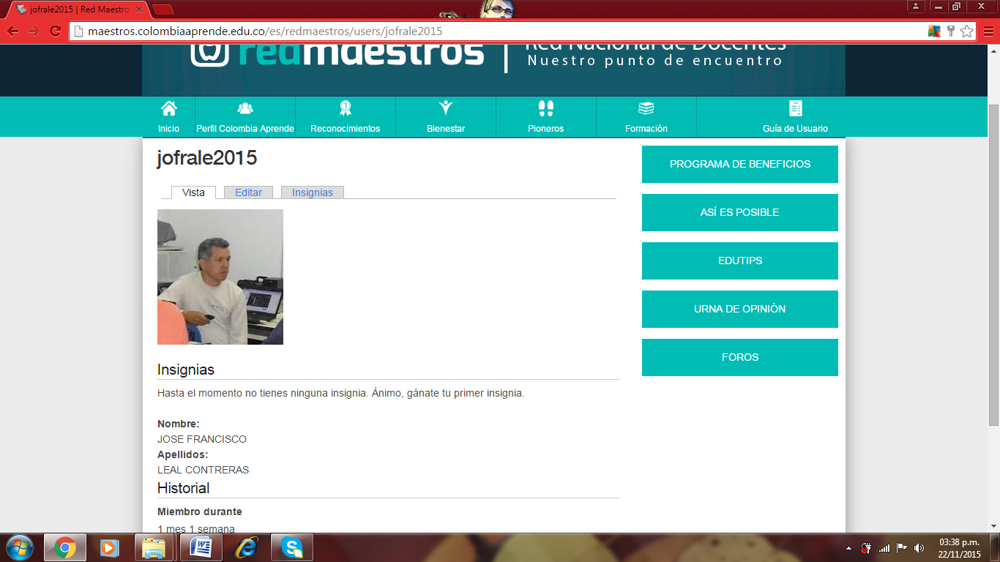 jofrale2015 | Red Maestro
maestros.colombiaaprende.edu.co/es/redmaestros/users/jofrale2015
redmaestros | Red Nacional de Docentes
Nuestro punto de encuentro
Inicio
Perfil Colombia Aprende
Reconocimientos
Bienestar
Pioneros
Formación
Guía de Usuario
jofrale2015
Vista
Editar
Insignias
PROGRAMA DE BENEFICIOS
ASÍ ES POSIBLE
EDUTIPS
URNA DE OPINIÓN
FOROS
Insignias
Hasta el momento no tienes ninguna insignia. Ánimo, gánate tu primer insignia.
Nombre:
JOSE FRANCISCO
Apellidos:
LEAL CONTRERAS
Historial
Miembro durante
1 mes 1 semana
03:38 p.m.
22/11/2015